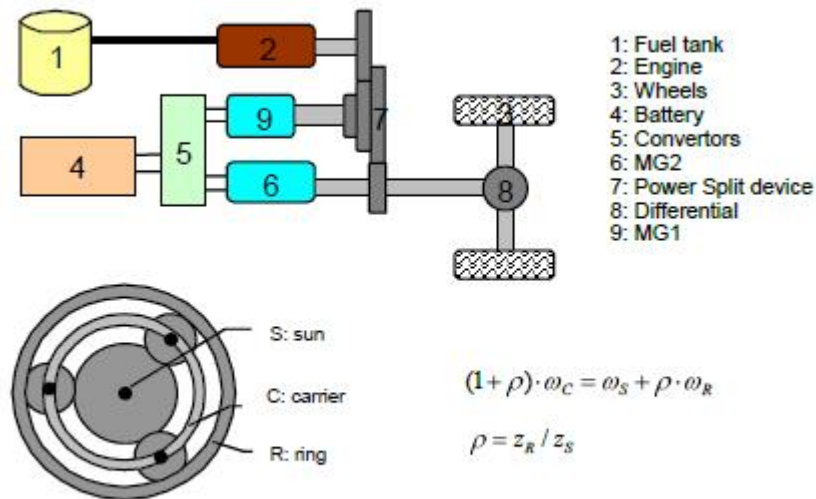 1
2
3
4
5
6
7
8
9
1: Fuel tank
2: Engine
3: Wheels
4: Battery
5: Convertors
6: MG2
7: Power Split device
8: Differential
9: MG1
S: sun
C: carrier
R: ring
(1+ρ)·ω_C = ω_S + ρ·ω_R
ρ = z_R / z_S